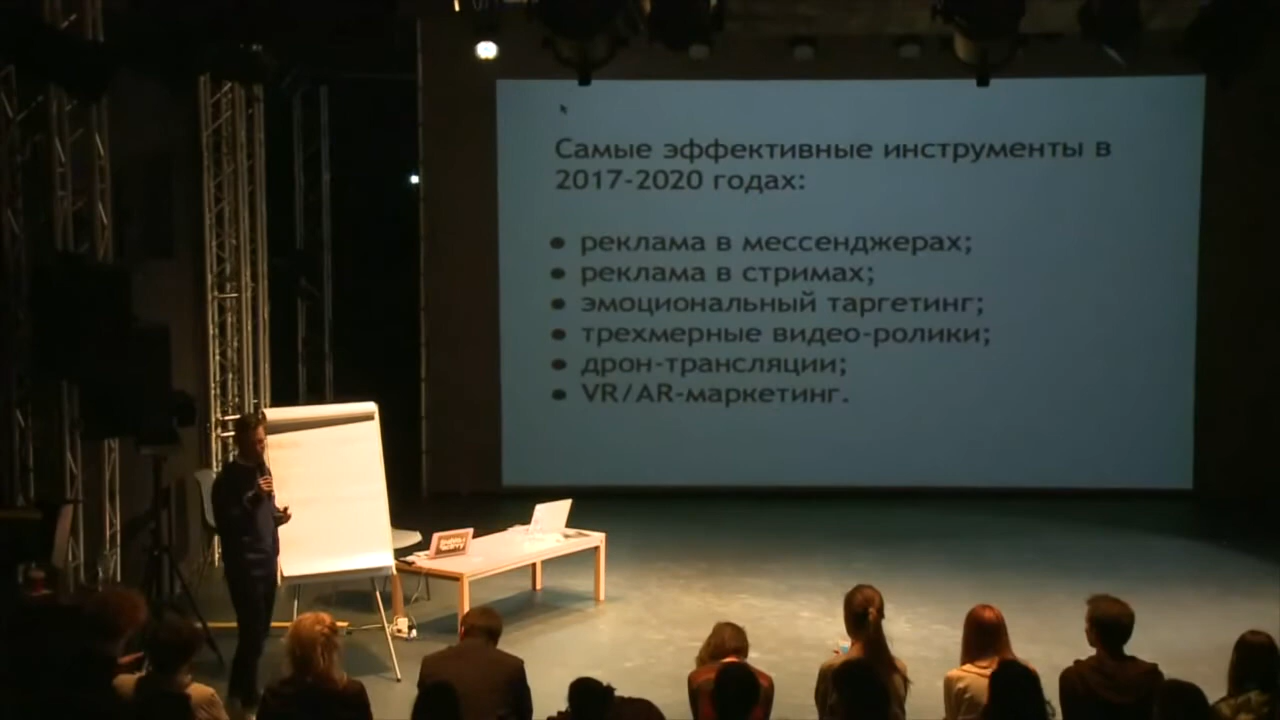 Самые эффективные инструменты в
2017-2020 годах:
• реклама в мессенджерах;
• реклама в стримах;
• эмоциональный таргетинг;
• трехмерные видео-ролики;
• дрон-трансляции;
• VR/AR-маркетинг.